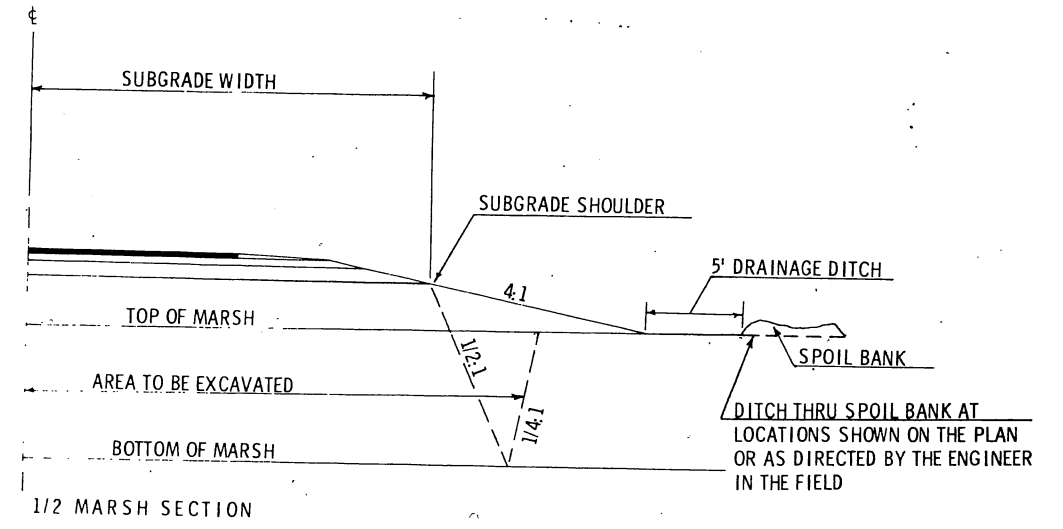 ℄
SUBGRADE WIDTH
SUBGRADE SHOULDER
5' DRAINAGE DITCH
4:1
TOP OF MARSH
1/2:1
SPOIL BANK
AREA TO BE EXCAVATED
1/4:1
DITCH THRU SPOIL BANK AT
LOCATIONS SHOWN ON THE PLAN
OR AS DIRECTED BY THE ENGINEER
IN THE FIELD
BOTTOM OF MARSH
1/2 MARSH SECTION